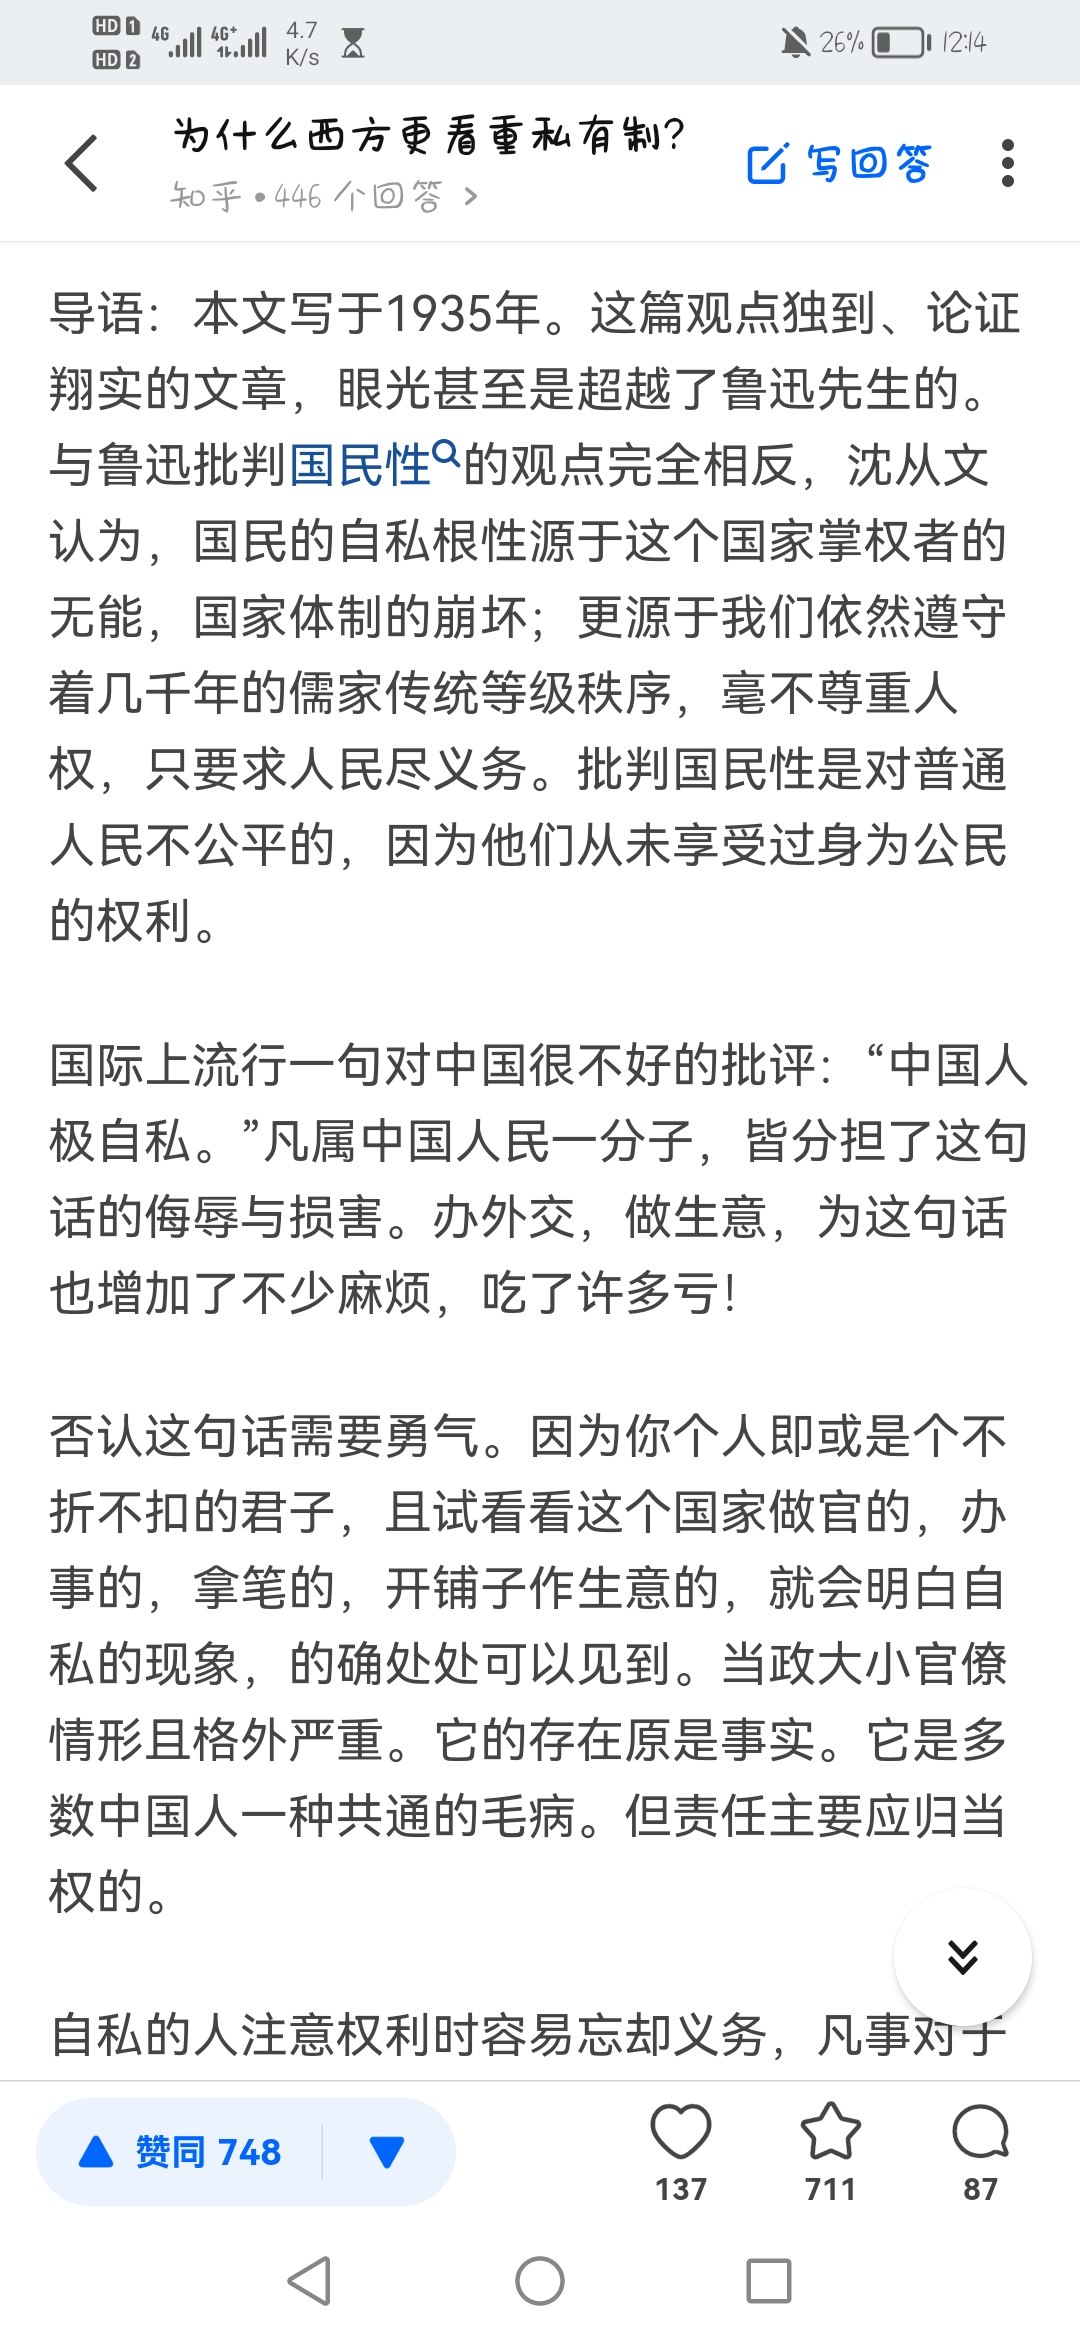 HD 1 4G 4G+ 4.7 26% 12:14
HD 2 K/s
为什么西方更看重私有制?
知乎 • 446 个回答 >
写回答
导语：本文写于1935年。这篇观点独到、论证
翔实的文章，眼光甚至是超越了鲁迅先生的。
与鲁迅批判国民性的观点完全相反，沈从文
认为，国民的自私根性源于这个国家掌权者的
无能，国家体制的崩坏；更源于我们依然遵守
着几千年的儒家传统等级秩序，毫不尊重人
权，只要求人民尽义务。批判国民性是对普通
人民不公平的，因为他们从未享受过身为公民
的权利。
国际上流行一句对中国很不好的批评：“中国人
极自私。”凡属中国人民一分子，皆分担了这句
话的侮辱与损害。办外交，做生意，为这句话
也增加了不少麻烦，吃了许多亏！
否认这句话需要勇气。因为你个人即或是个不
折不扣的君子，且试看看这个国家做官的，办
事的，拿笔的，开铺子作生意的，就会明白自
私的现象，的确处处可以见到。当政大小官僚
情形且格外严重。它的存在原是事实。它是多
数中国人一种共通的毛病。但责任主要应归当
权的。
自私的人注意权利时容易忘却义务，凡事对于
赞同 748
137 711 87